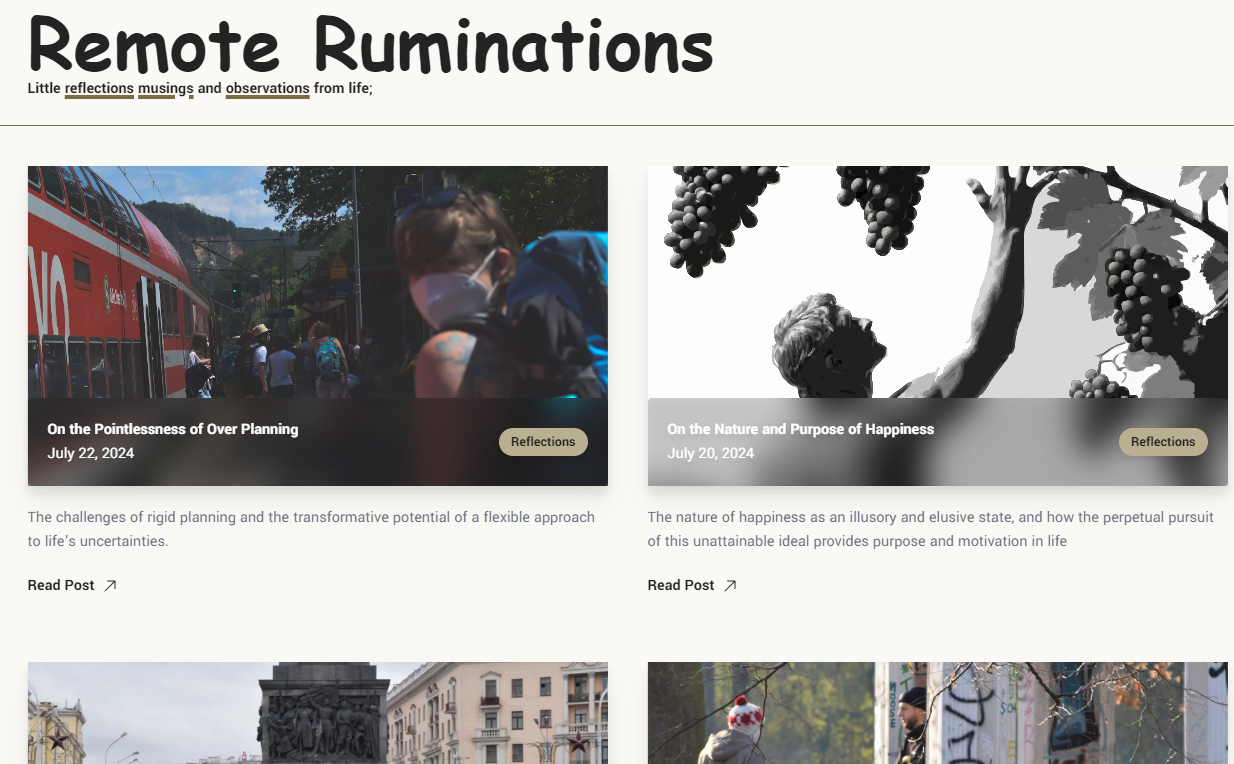 Remote Ruminations
Little reflections musings and observations from life;
On the Pointlessness of Over Planning
July 22, 2024
Reflections
On the Nature and Purpose of Happiness
July 20, 2024
Reflections
The challenges of rigid planning and the transformative potential of a flexible approach
to life's uncertainties.
The nature of happiness as an illusory and elusive state, and how the perpetual pursuit
of this unattainable ideal provides purpose and motivation in life
Read Post
Read Post